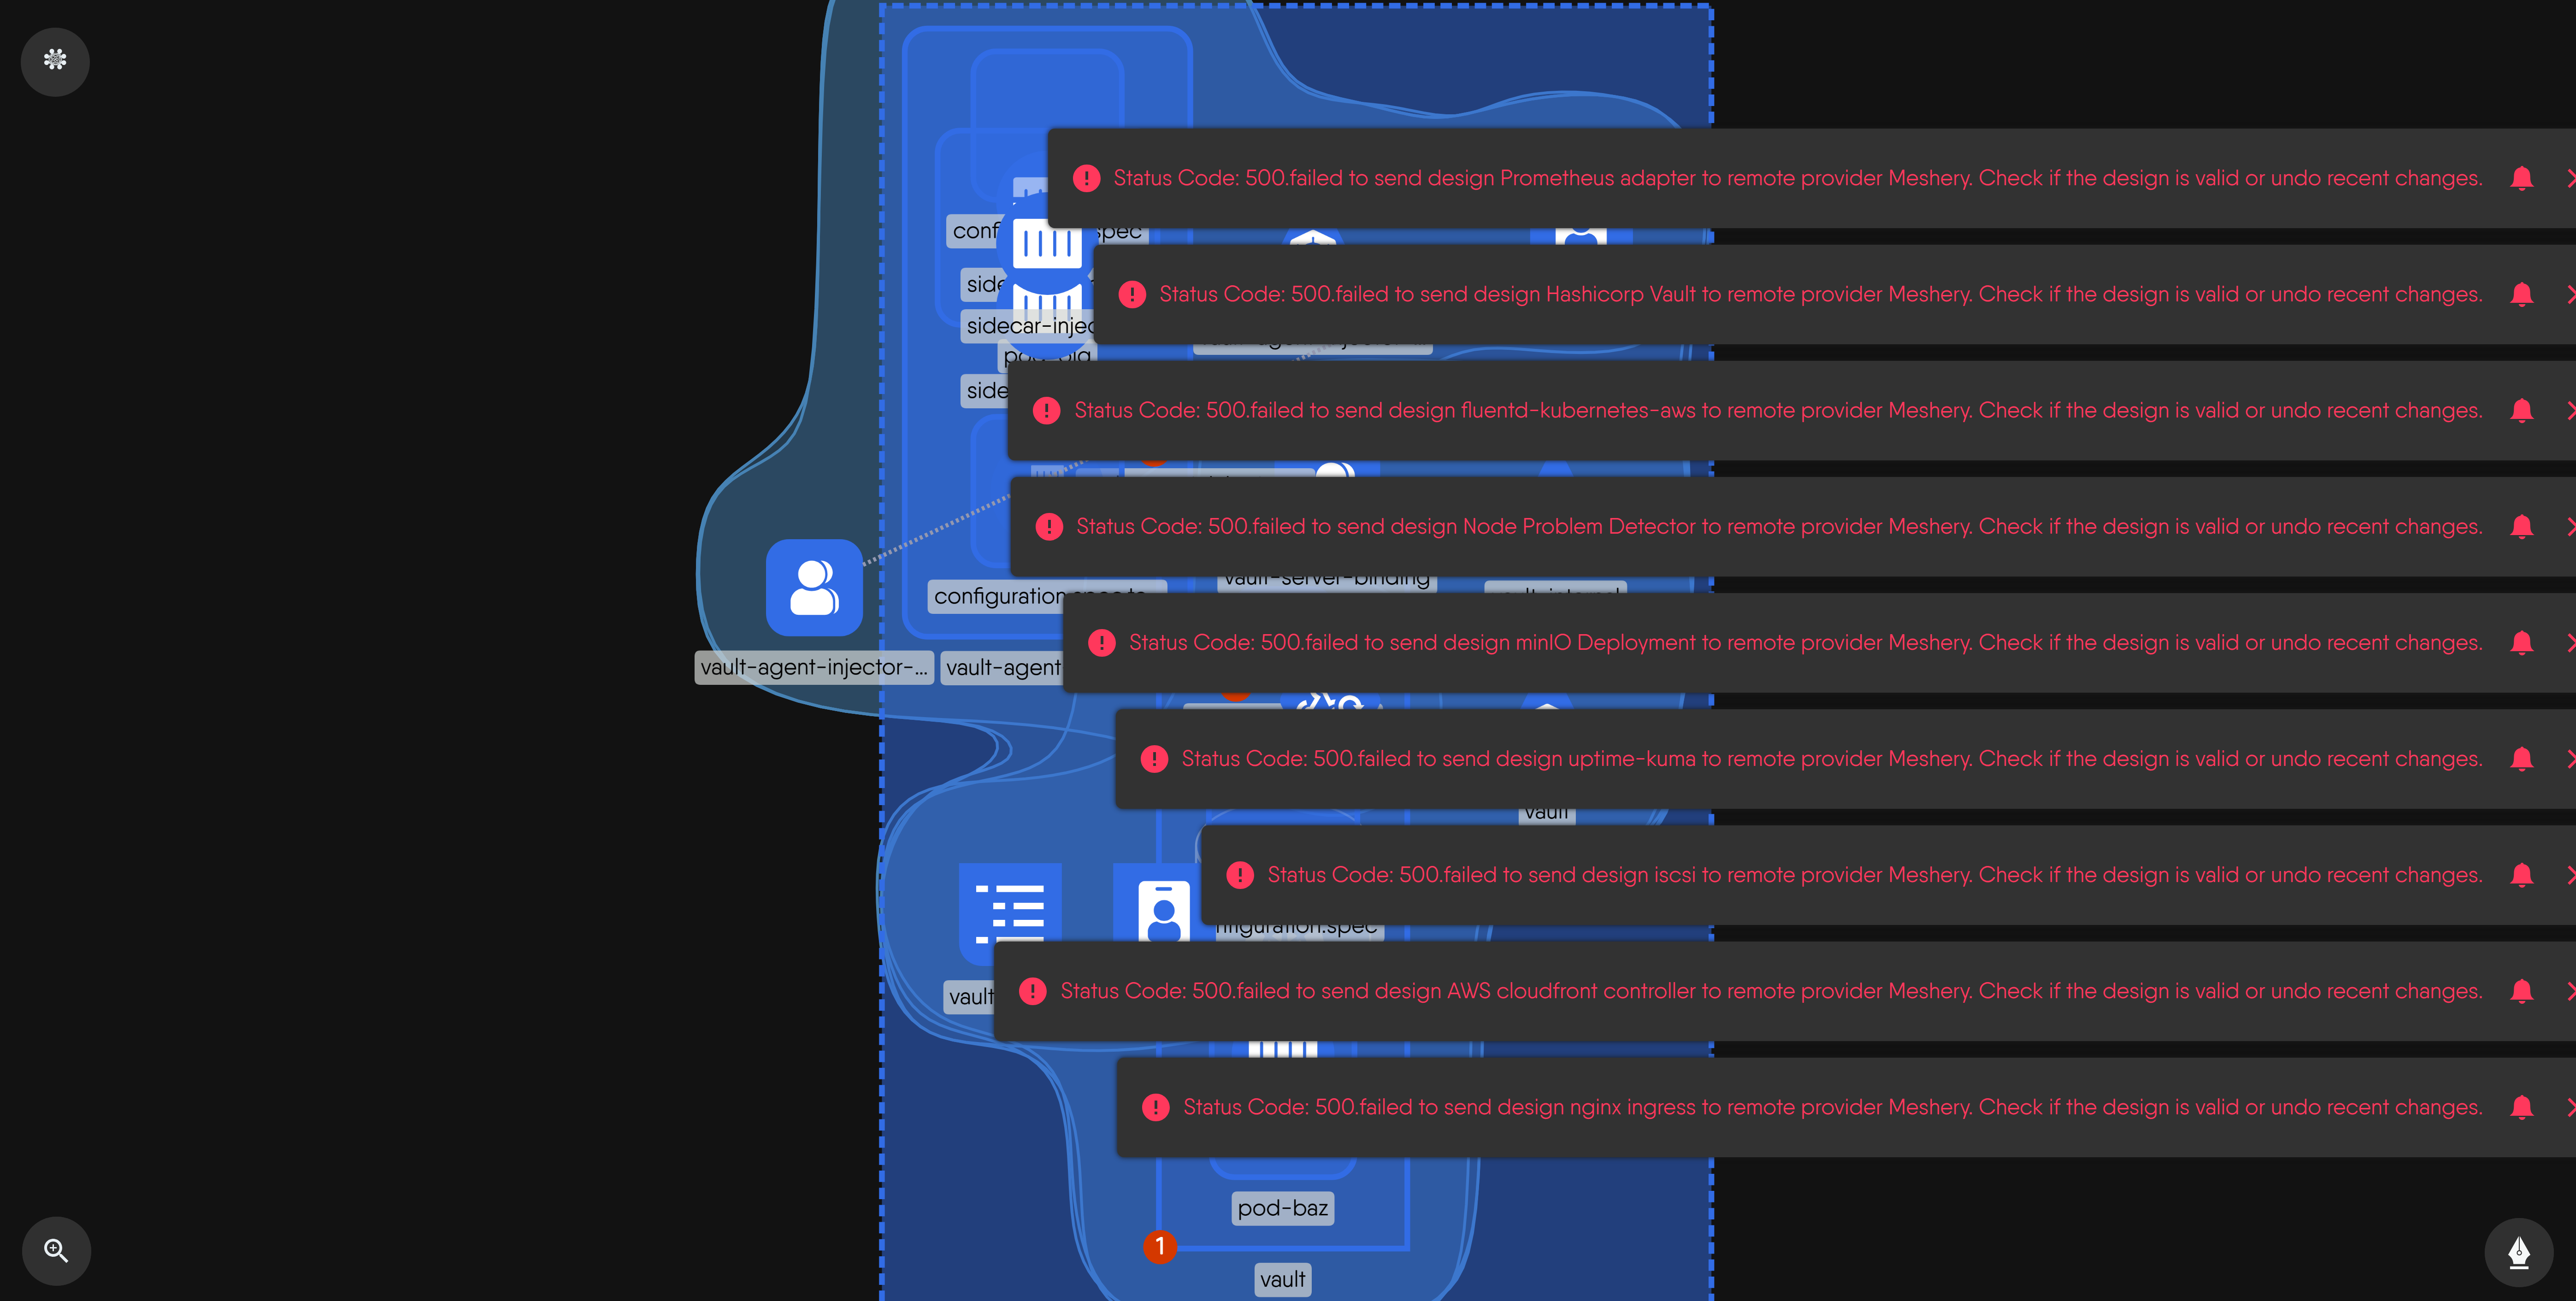 Status Code: 500.failed to send design Prometheus adapter to remote provider Meshery. Check if the design is valid or undo recent changes.
conf spec
side
Status Code: 500.failed to send design Hashicorp Vault to remote provider Meshery. Check if the design is valid or undo recent changes.
sidecar-injec
side
Status Code: 500.failed to send design fluentd-kubernetes-aws to remote provider Meshery. Check if the design is valid or undo recent changes.
Status Code: 500.failed to send design Node Problem Detector to remote provider Meshery. Check if the design is valid or undo recent changes.
vault-server-binding
configuration.spec.te
Status Code: 500.failed to send design minIO Deployment to remote provider Meshery. Check if the design is valid or undo recent changes.
vault-agent-injector-...
vault-agent
Status Code: 500.failed to send design uptime-kuma to remote provider Meshery. Check if the design is valid or undo recent changes.
vault
Status Code: 500.failed to send design iscsi to remote provider Meshery. Check if the design is valid or undo recent changes.
nfiguration.spec
vault
Status Code: 500.failed to send design AWS cloudfront controller to remote provider Meshery. Check if the design is valid or undo recent changes.
Status Code: 500.failed to send design nginx ingress to remote provider Meshery. Check if the design is valid or undo recent changes.
pod-baz
1
vault